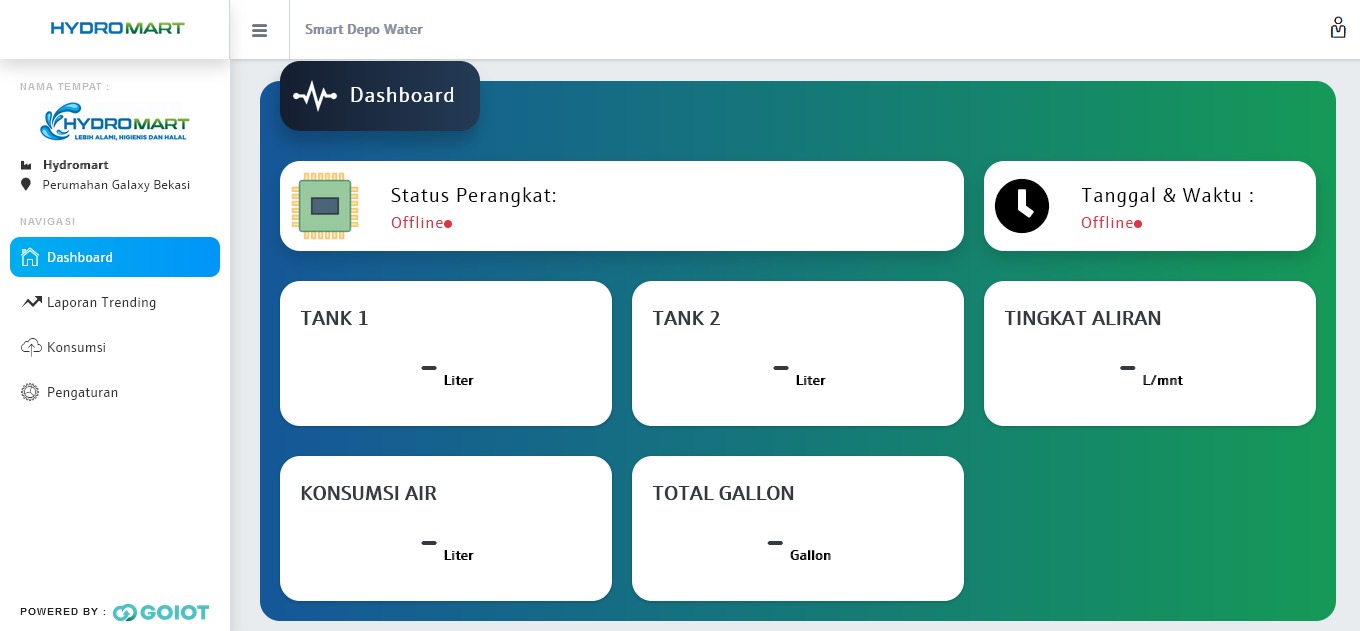 HYDROMART
Smart Depo Water
NAMA TEMPAT :
HYDROMART
LEBIH ALAMI, HIGIENIS DAN HALAL
Hydromart
Perumahan Galaxy Bekasi
NAVIGASI
Dashboard
Laporan Trending
Konsumsi
Pengaturan
POWERED BY : GOIOT
Dashboard
Status Perangkat:
Offline
Tanggal & Waktu :
Offline
TANK 1
- Liter
TANK 2
- Liter
TINGKAT ALIRAN
- L/mnt
KONSUMSI AIR
- Liter
TOTAL GALLON
- Gallon